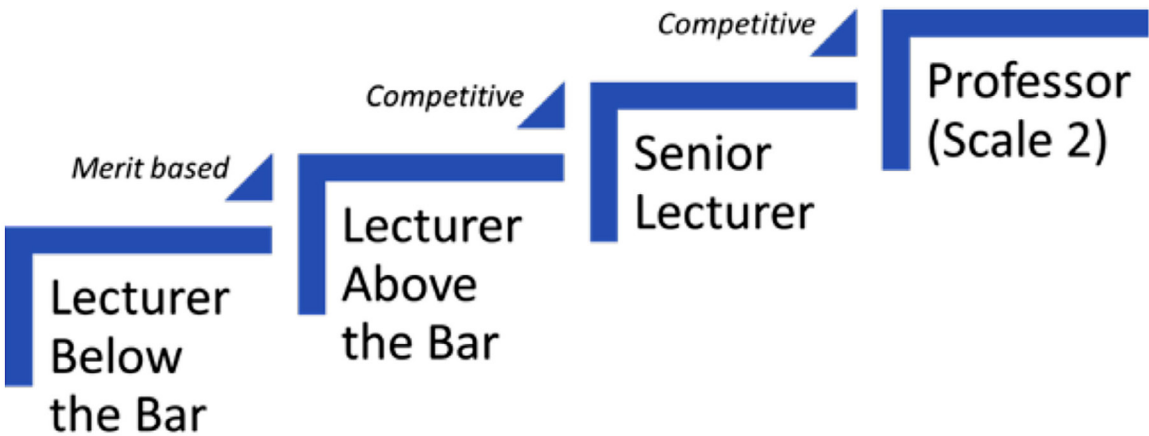 Competitive
Professor
(Scale 2)
Competitive
Senior
Lecturer
Merit based
Lecturer
Above
the Bar
Lecturer
Below
the Bar